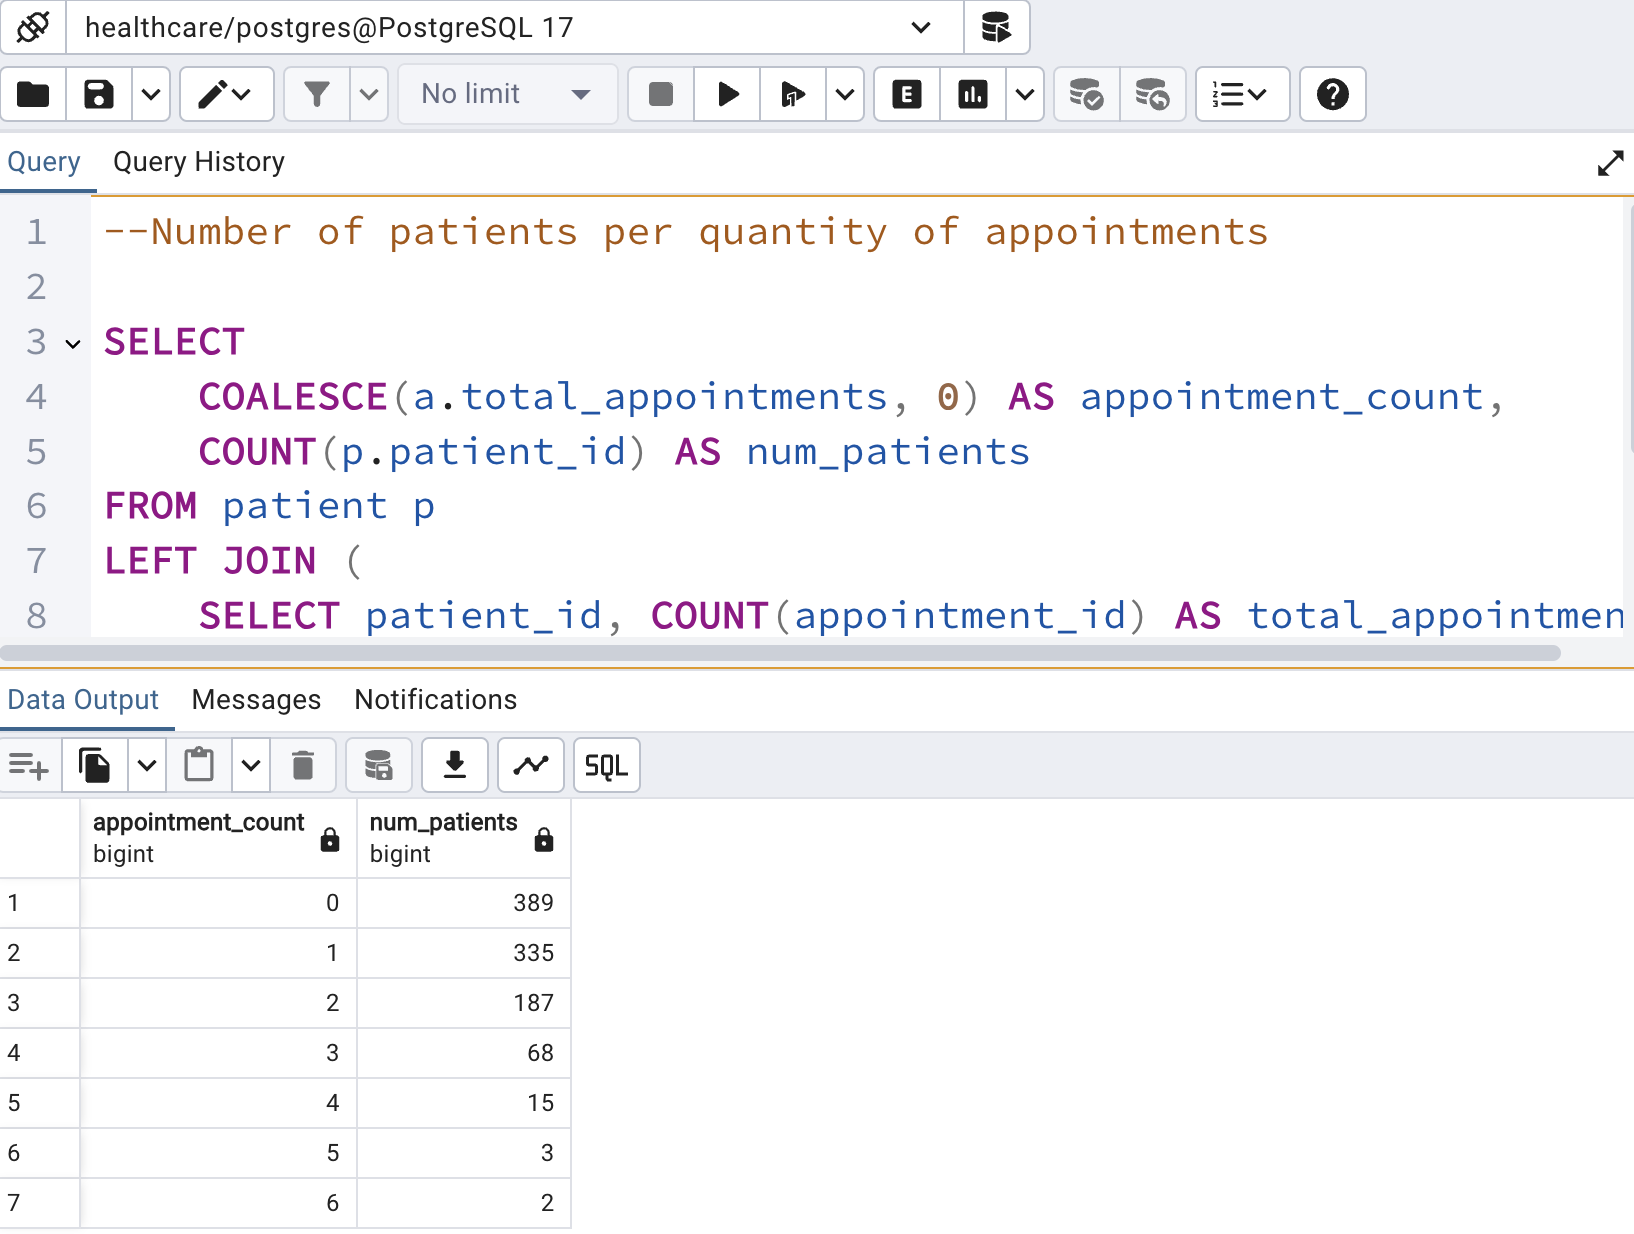 healthcare/postgres@PostgreSQL 17
No limit
E
1
2
3
?
Query Query History
1 --Number of patients per quantity of appointments
2
3 SELECT
4 COALESCE(a.total_appointments, 0) AS appointment_count,
5 COUNT(p.patient_id) AS num_patients
6 FROM patient p
7 LEFT JOIN (
8 SELECT patient_id, COUNT(appointment_id) AS total_appointmen
Data Output Messages Notifications
SQL
appointment_count num_patients
bigint bigint
1 0 389
2 1 335
3 2 187
4 3 68
5 4 15
6 5 3
7 6 2